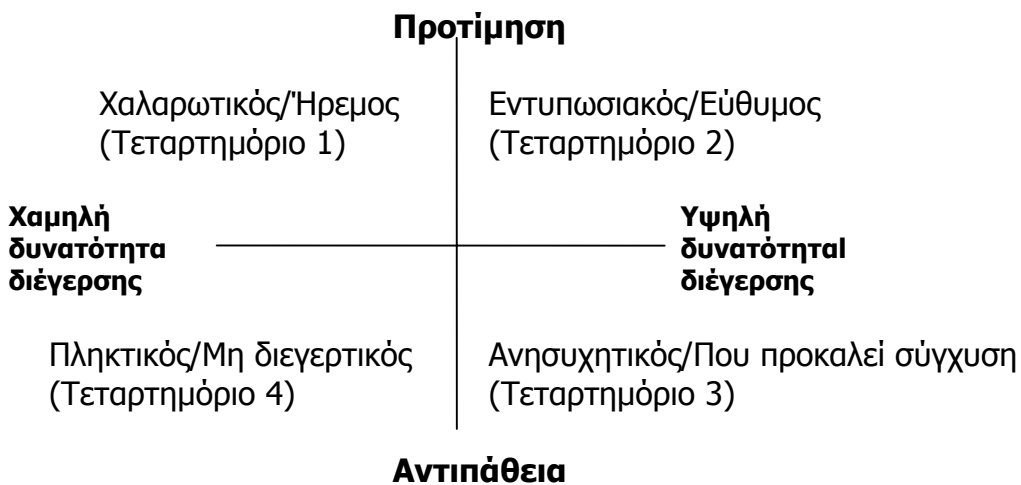 Προτίμηση
Χαλαρωτικός/Ήρεμος
(Τεταρτημόριο 1)
Εντυπωσιακός/Εύθυμος
(Τεταρτημόριο 2)
Χαμηλή
δυνατότητα
διέγερσης
Υψηλή
δυνατότηταl
διέγερσης
Πληκτικός/Μη διεγερτικός
(Τεταρτημόριο 4)
Ανησυχητικός/Που προκαλεί σύγχυση
(Τεταρτημόριο 3)
Αντιπάθεια